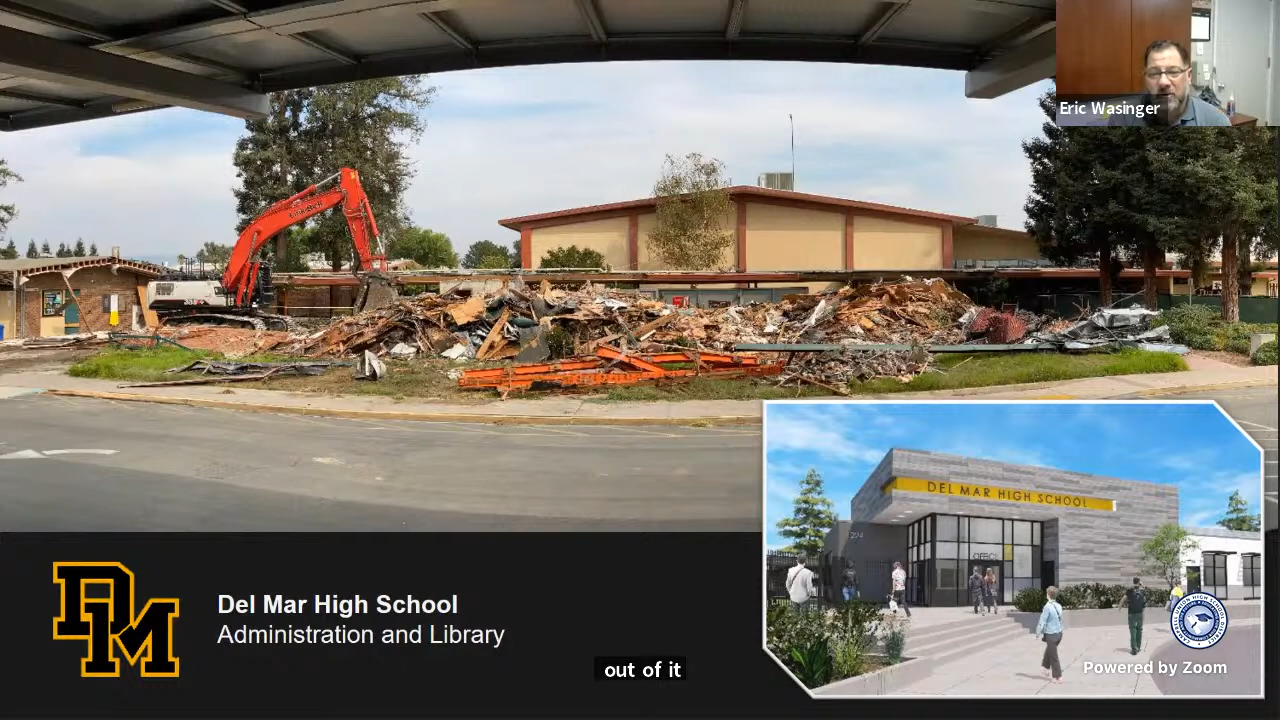 Eric Wasinger
DEL MAR HIGH SCHOOL
OFFICE
DM
Del Mar High School
Administration and Library
out of it
Powered by Zoom